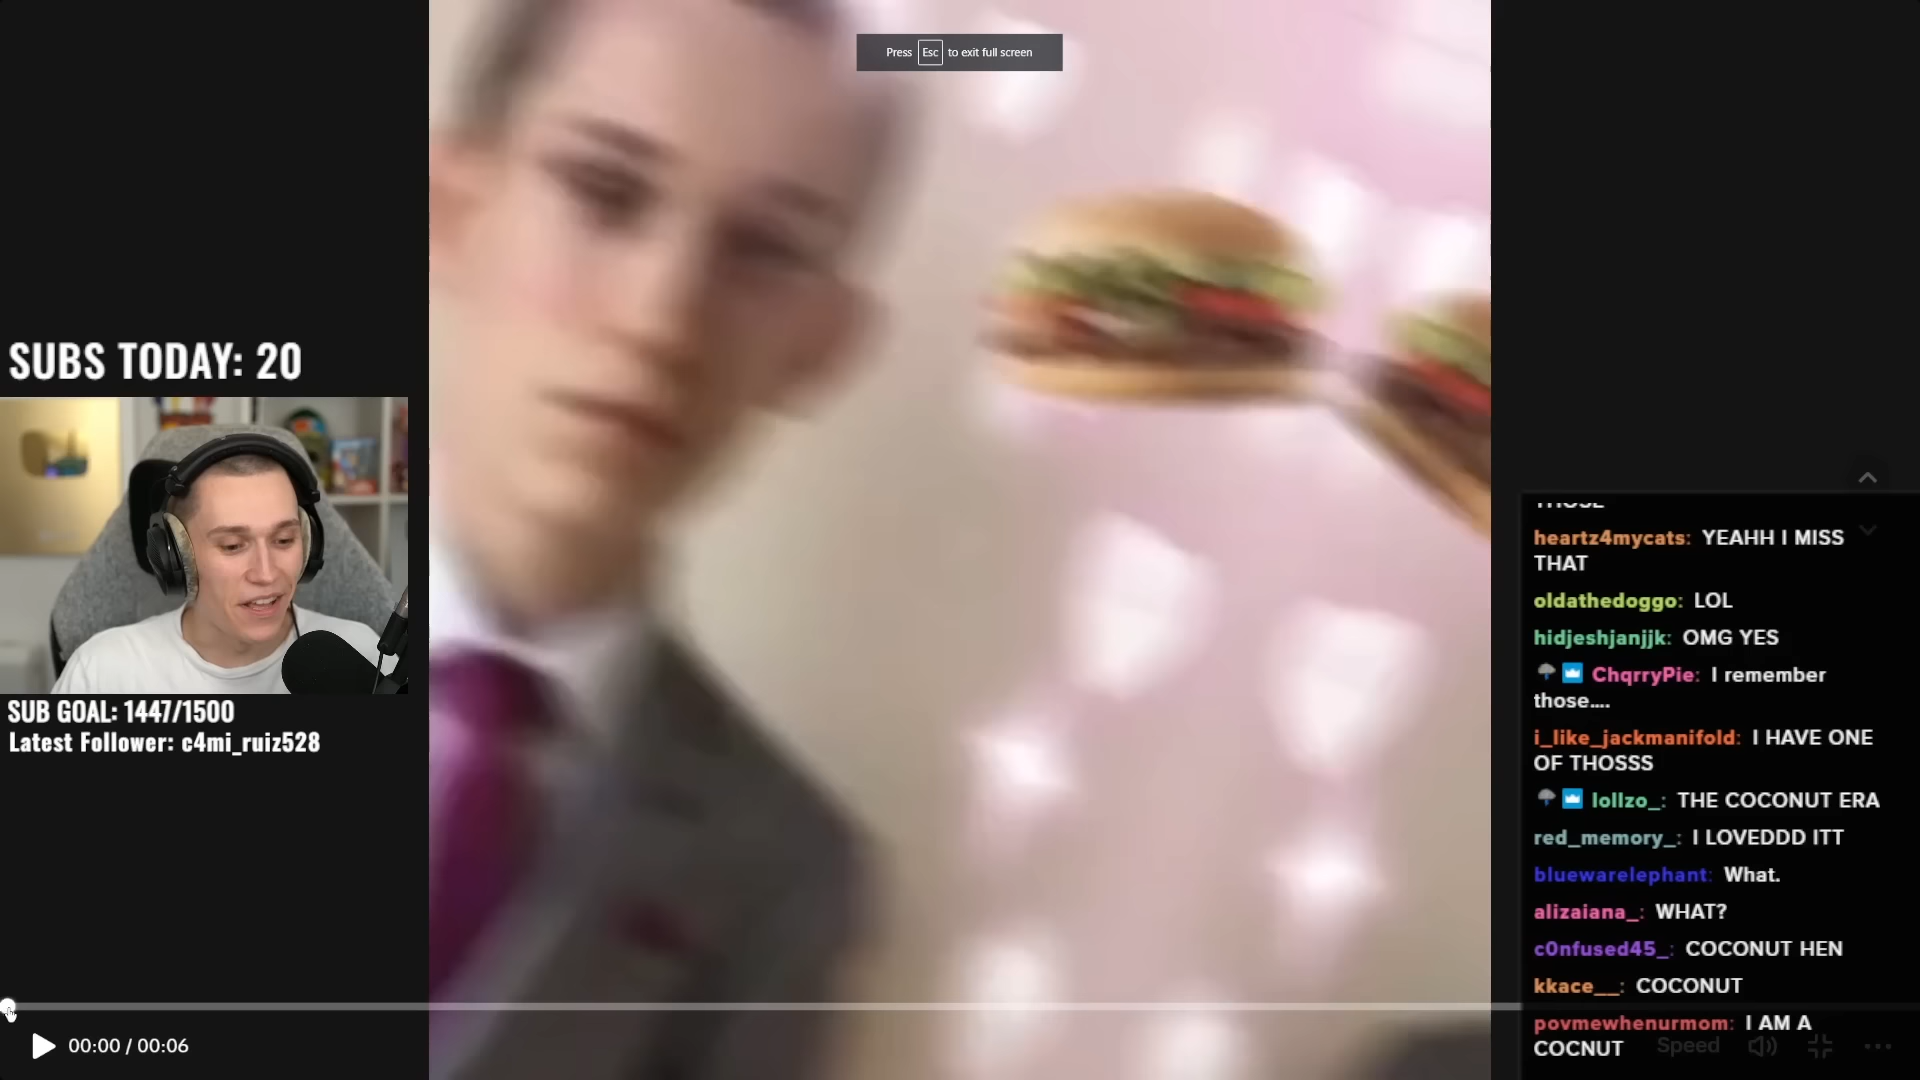 Press Esc to exit full screen
SUBS TODAY: 20
SUB GOAL: 1447/1500
Latest Follower: c4mi_ruiz528
THOSE
heartz4mycats: YEAHH I MISS
THAT
oldathedoggo: LOL
hidjeshjanjjk: OMG YES
ChqrryPie: I remember
those....
i_like_jackmanifold: I HAVE ONE
OF THOSSS
lollzo_: THE COCONUT ERA
red_memory_: I LOVEDDD ITT
bluewarelephant: What.
alizaiana_: WHAT?
c0nfused45_: COCONUT HEN
kkace__: COCONUT
povmewhenurmom: I AM A
COCNUT
Speed
00:00 / 00:06